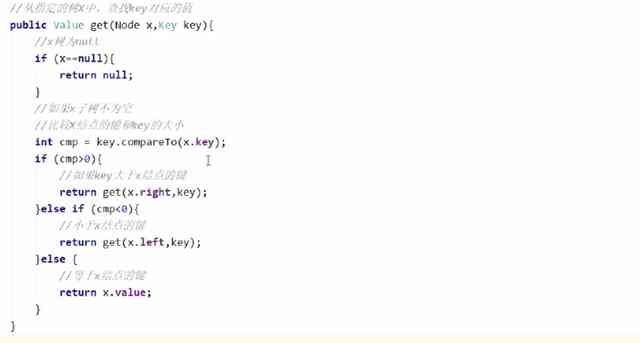 //从指定的树x中，查找key对应的值
public Value get(Node x,Key key){
//x树为null
if (x==null){
return null;
}
//如果x子树不为空
//比较x结点的键和key的大小
int cmp = key.compareTo(x.key);
if (cmp>0){
//如果key大于x结点的键
return get(x.right,key);
}else if (cmp<0){
//小于x结点的键
return get(x.left,key);
}else {
//等于x结点的键
return x.value;
}
}